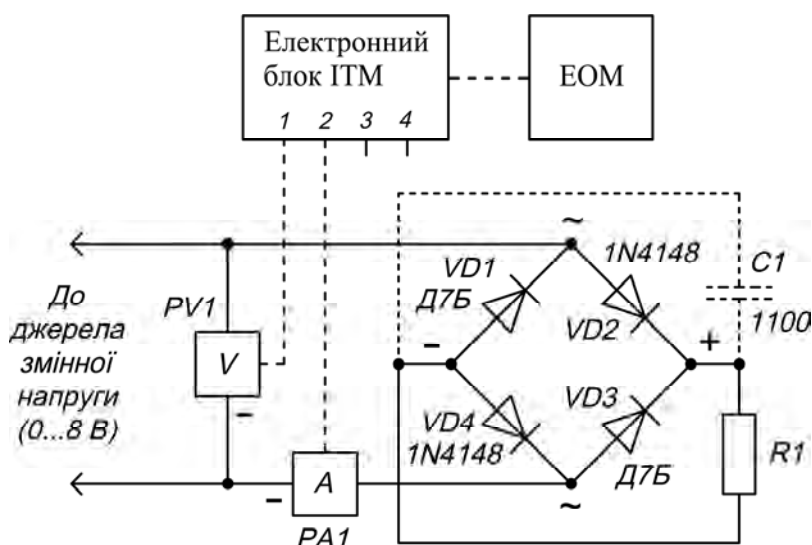 Електронний
блок ІТМ
ЕОМ
1 2 3 4
~
1N4148
VD1
Д7Б
C1
1100
До
джерела
змінної
напруги
(0...8 В)
PV1
V
–
–
VD2
+
VD4
1N4148
VD3
Д7Б
R1
–
A
PA1
~